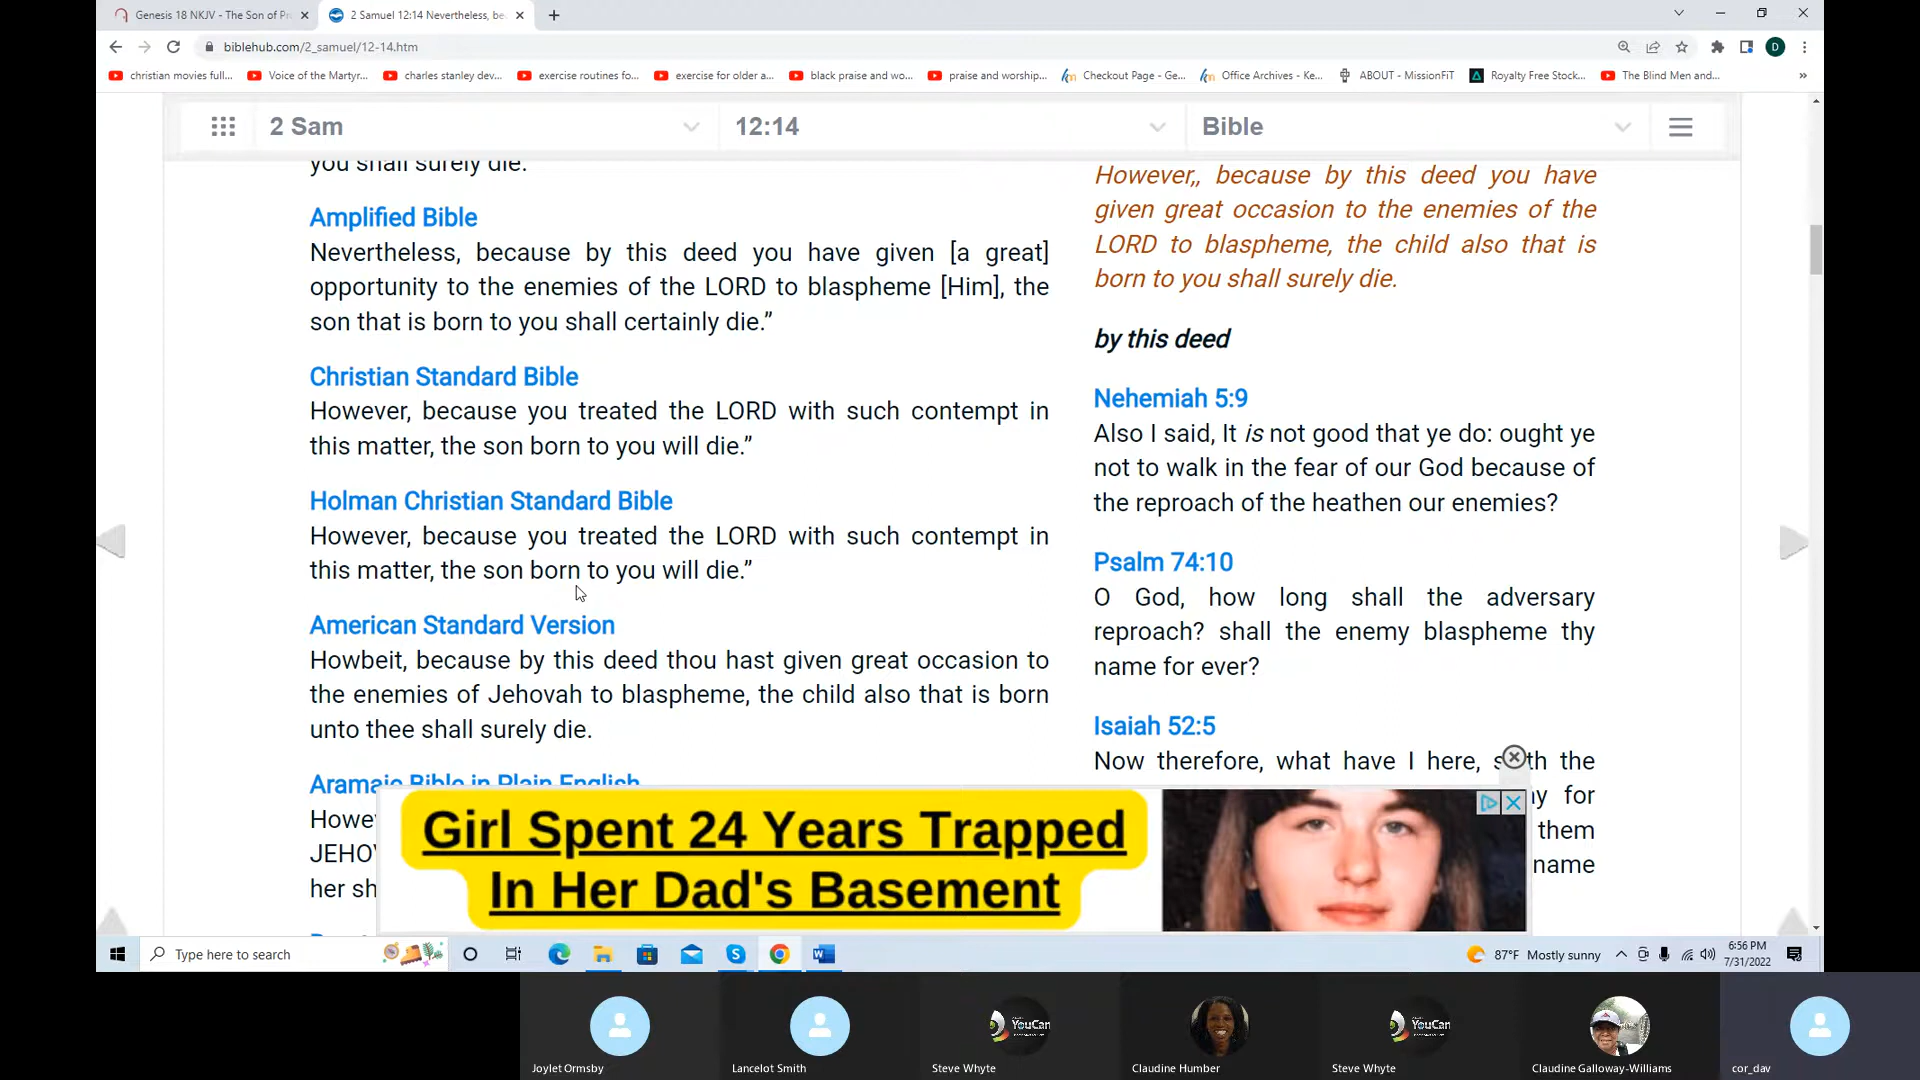 Genesis 18 NKJV - The Son of Pr
2 Samuel 12:14 Nevertheless, be
biblehub.com/2_samuel/12-14.htm
D
christian movies full...
Voice of the Martyr...
charles stanley dev...
exercise routines fo...
exercise for older a...
black praise and wo...
praise and worship...
Checkout Page - Ge...
Office Archives - Ke...
ABOUT - MissionFiT
Royalty Free Stock...
The Blind Men and...
»
2 Sam
12:14
Bible
you shall surely die.
Amplified Bible
Nevertheless, because by this deed you have given [a great]
opportunity to the enemies of the LORD to blaspheme [Him], the
son that is born to you shall certainly die.”
Christian Standard Bible
However, because you treated the LORD with such contempt in
this matter, the son born to you will die.”
Holman Christian Standard Bible
However, because you treated the LORD with such contempt in
this matter, the son born to you will die.”
American Standard Version
Howbeit, because by this deed thou hast given great occasion to
the enemies of Jehovah to blaspheme, the child also that is born
unto thee shall surely die.
Aramaic Bible in Plain English
her sh
However,, because by this deed you have
given great occasion to the enemies of the
LORD to blaspheme, the child also that is
born to you shall surely die.
by this deed
Nehemiah 5:9
Also I said, It is not good that ye do: ought ye
not to walk in the fear of our God because of
the reproach of the heathen our enemies?
Psalm 74:10
O God, how long shall the adversary
reproach? shall the enemy blaspheme thy
name for ever?
Isaiah 52:5
Now therefore, what have I here, the
for
them
name
Girl Spent 24 Years Trapped
In Her Dad's Basement
Type here to search
87°F Mostly sunny
6:56 PM
7/31/2022
YouCan
YouCan
Joylet Ormsby
Lancelot Smith
Steve Whyte
Claudine Humber
Steve Whyte
Claudine Galloway-Williams
cor_dav